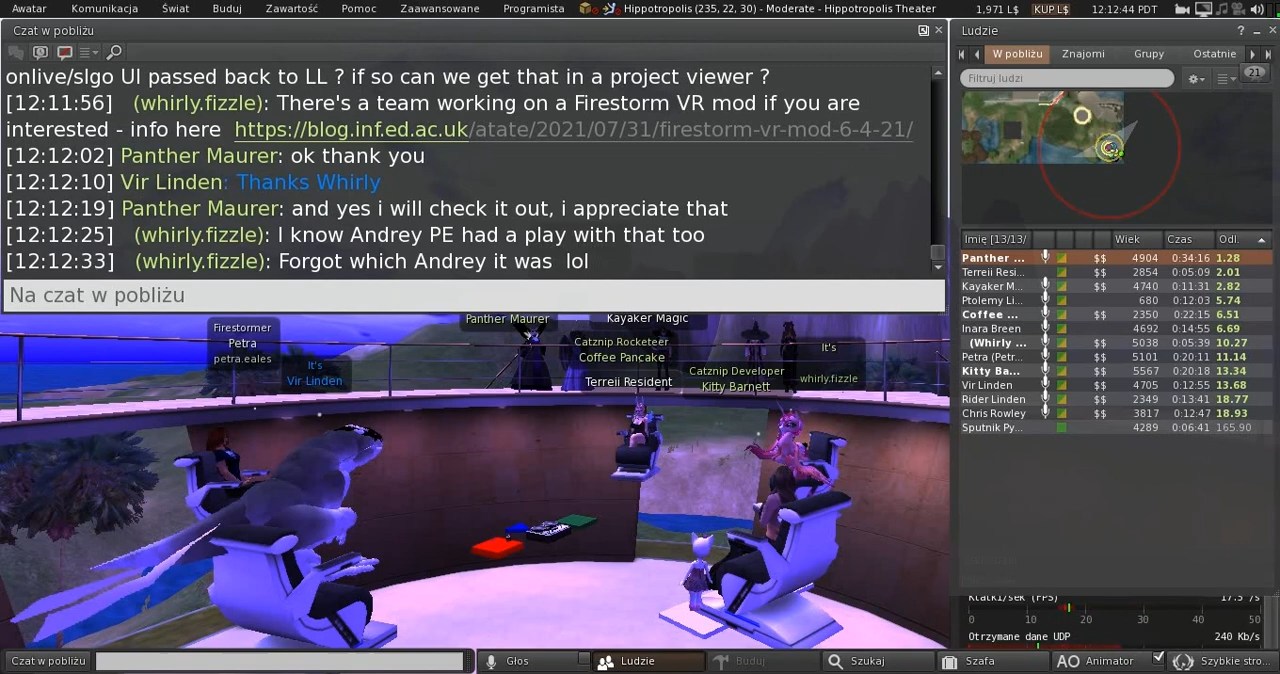 Awatar Komunikacja Świat Buduj Zawartość Pomoc Zaawansowane Programista Hippotropolis (235, 22, 30) - Moderate - Hippotropolis Theater 1,971 L$ KUP L$ 12:12:44 PDT
Czat w pobliżu
onlive/slgo UI passed back to LL ? if so can we get that in a project viewer ?
[12:11:56] (whirly.fizzle): There's a team working on a Firestorm VR mod if you are
interested - info here https://blog.inf.ed.ac.uk/atate/2021/07/31/firestorm-vr-mod-6-4-21/
[12:12:02] Panther Maurer: ok thank you
[12:12:10] Vir Linden: Thanks Whirly
[12:12:19] Panther Maurer: and yes i will check it out, i appreciate that
[12:12:25] (whirly.fizzle): I know Andrey PE had a play with that too
[12:12:33] (whirly.fizzle): Forgot which Andrey it was lol
Na czat w pobliżu
Firestormer
Petra
petra.eales
It's
Vir Linden
Panther Maurer
Kayaker Magic
Catznip Rocketeer
Coffee Pancake
Terreii Resident
Catznip Developer
Kitty Barnett
It's
whirly.fizzle
Ludzie
W pobliżu Znajomi Grupy Ostatnie
Filtruj ludzi
21
Imię [13/13/ Wiek Czas Odl.
Panther ... $$ 4904 0:34:16 1.28
Terreii Resi... $$ 2854 0:05:09 2.01
Kayaker M... $$ 4740 0:11:31 2.82
Ptolemy Li... 680 0:12:03 5.74
Coffee ... $$ 2350 0:22:15 6.51
Inara Breen 4692 0:14:55 6.69
(Whirly ... $$ 5038 0:05:39 10.27
Petra (Petr... $$ 5101 0:20:11 11.14
Kitty Ba... $$ 5567 0:20:18 13.34
Vir Linden $$ 4705 0:12:55 13.68
Rider Linden $$ 2349 0:13:41 18.77
Chris Rowley $$ 3817 0:12:47 18.93
Sputnik Py... 4289 0:06:41 165.90
Klatki/sek (FPS) 17.5 /s
0 10 20 30 40 50
Otrzymane dane UDP 240 Kb/s
Czat w pobliżu Głos Ludzie Buduj Szukaj Szafa AO Animator Szybkie stro...